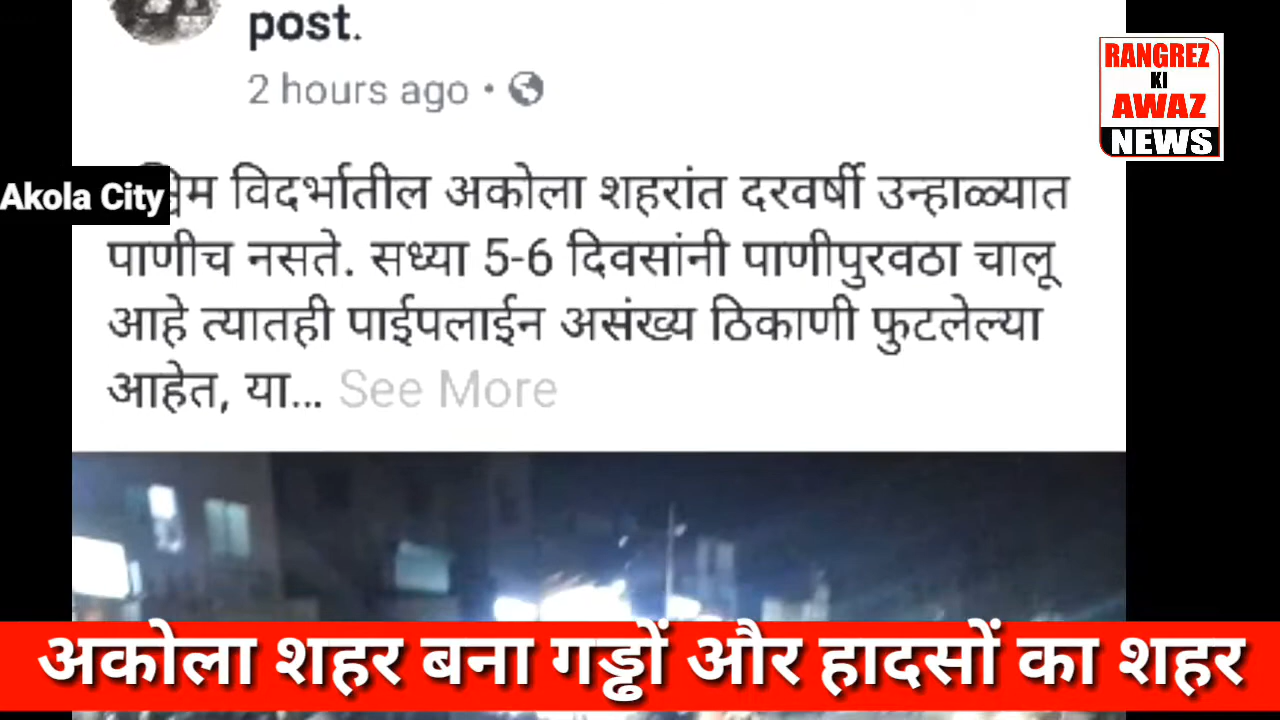 post.
2 hours ago •
RANGREZ
KI
AWAZ
NEWS
Akola City
विदर्भातील अकोला शहरांत दरवर्षी उन्हाळ्यात
पाणीच नसते. सध्या 5-6 दिवसांनी पाणीपुरवठा चालू
आहे त्यातही पाईपलाईन असंख्य ठिकाणी फुटलेल्या
आहेत, या... See More
अकोला शहर बना गड्ढों और हादसों का शहर